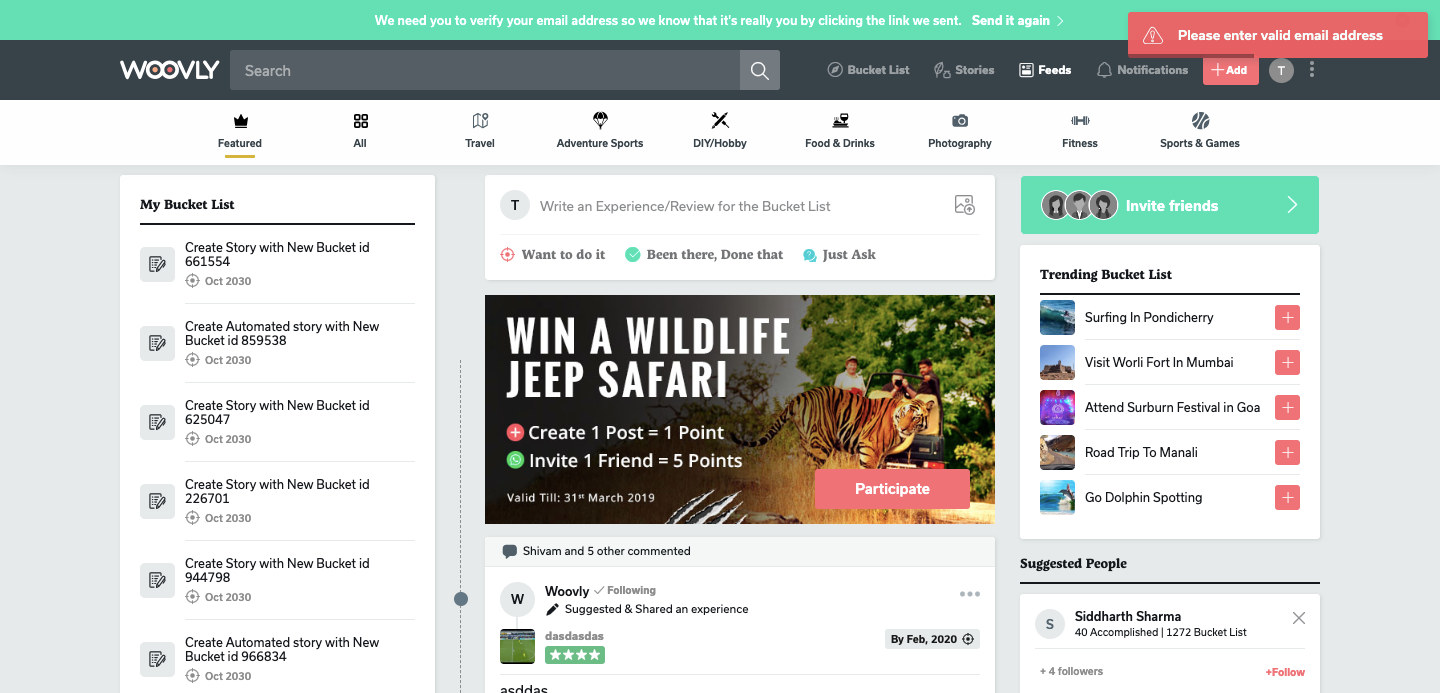 We need you to verify your email address so we know that it's really you by clicking the link we sent. Send it again
Please enter valid email address
WOOVLY
Search
Bucket List
Stories
Feeds
Notifications
Add
T
Featured
All
Travel
Adventure Sports
DIY/Hobby
Food & Drinks
Photography
Fitness
Sports & Games
My Bucket List
Create Story with New Bucket id
661554
Oct 2030
Create Automated story with New
Bucket id 859538
Oct 2030
Create Story with New Bucket id
625047
Oct 2030
Create Story with New Bucket id
226701
Oct 2030
Create Story with New Bucket id
944798
Oct 2030
Create Automated story with New
Bucket id 966834
Oct 2030
T
Write an Experience/Review for the Bucket List
Want to do it
Been there, Done that
Just Ask
WIN A WILDLIFE
JEEP SAFARI
Create 1 Post = 1 Point
Invite 1 Friend = 5 Points
Valid Till: 31st March 2019
Participate
Shivam and 5 other commented
W
Woovly
Following
Suggested & Shared an experience
dasdasdas
By Feb, 2020
asddas
Invite friends
Trending Bucket List
Surfing In Pondicherry
Visit Worli Fort In Mumbai
Attend Surburn Festival in Goa
Road Trip To Manali
Go Dolphin Spotting
Suggested People
S
Siddharth Sharma
40 Accomplished | 1272 Bucket List
+ 4 followers
+Follow